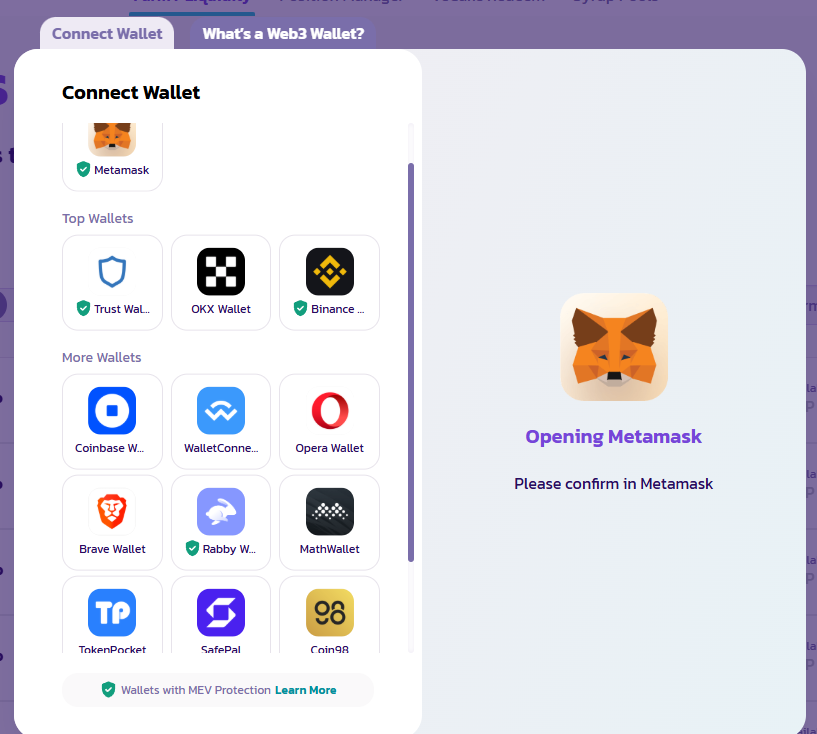 Connect Wallet
What's a Web3 Wallet?
Connect Wallet
Metamask
Top Wallets
Trust Wal...
OKX Wallet
Binance ...
More Wallets
Coinbase W...
WalletConne...
Opera Wallet
Brave Wallet
Rabby W...
MathWallet
TokenPocket
SafePal
Coin98
Wallets with MEV Protection Learn More
Opening Metamask
Please confirm in Metamask